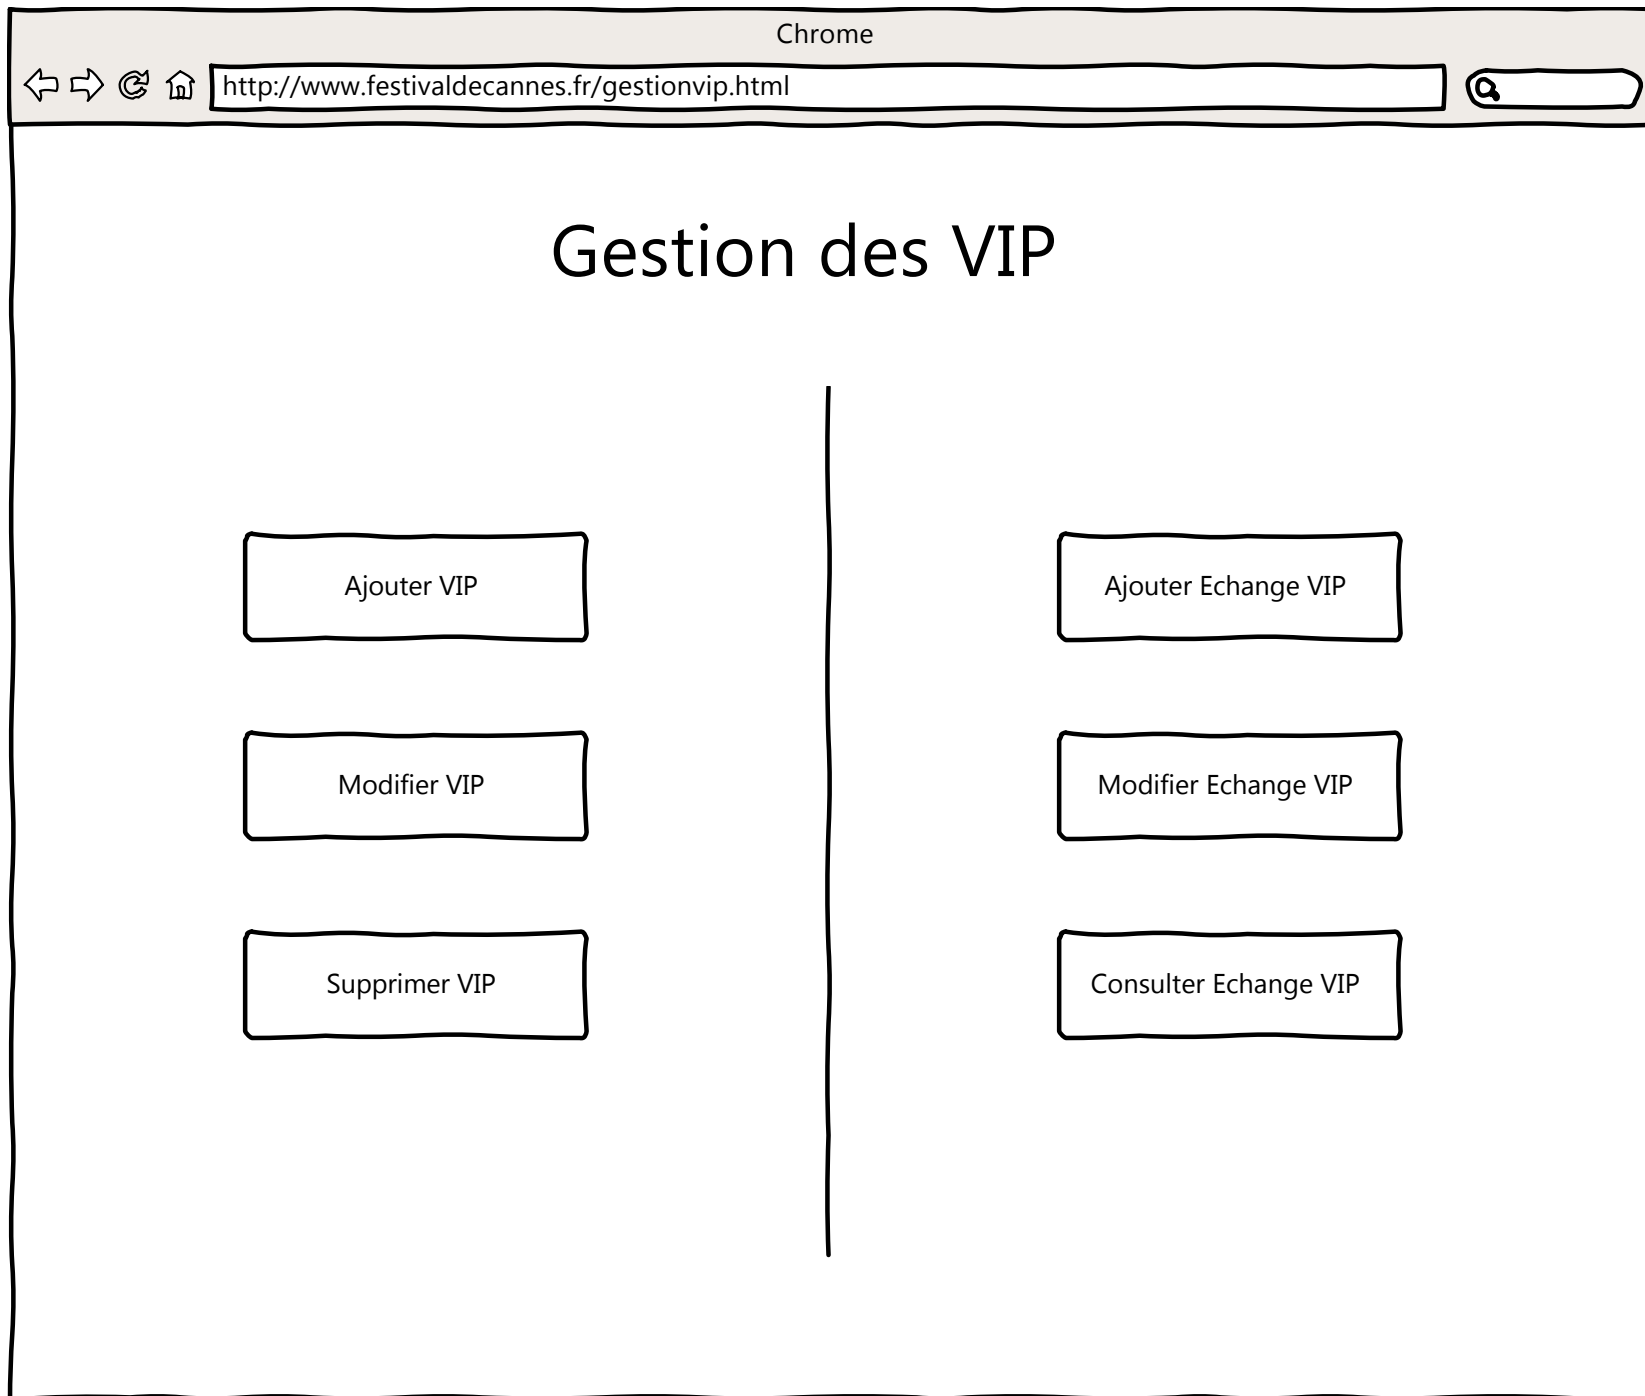 Chrome
http://www.festivaldecannes.fr/gestionvip.html
Gestion des VIP
Ajouter VIP
Modifier VIP
Supprimer VIP
Ajouter Echange VIP
Modifier Echange VIP
Consulter Echange VIP